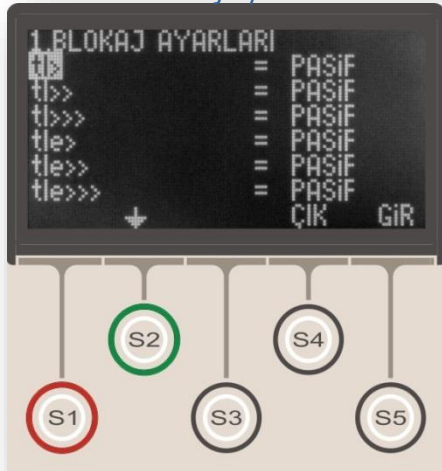 1.BLOKAJ AYARLARI
tI> = PASİF
tI>> = PASİF
tI>>> = PASİF
tIe> = PASİF
tIe>> = PASİF
tIe>>> = PASİF
ÇIK GİR
S2 S4
S1 S3 S5